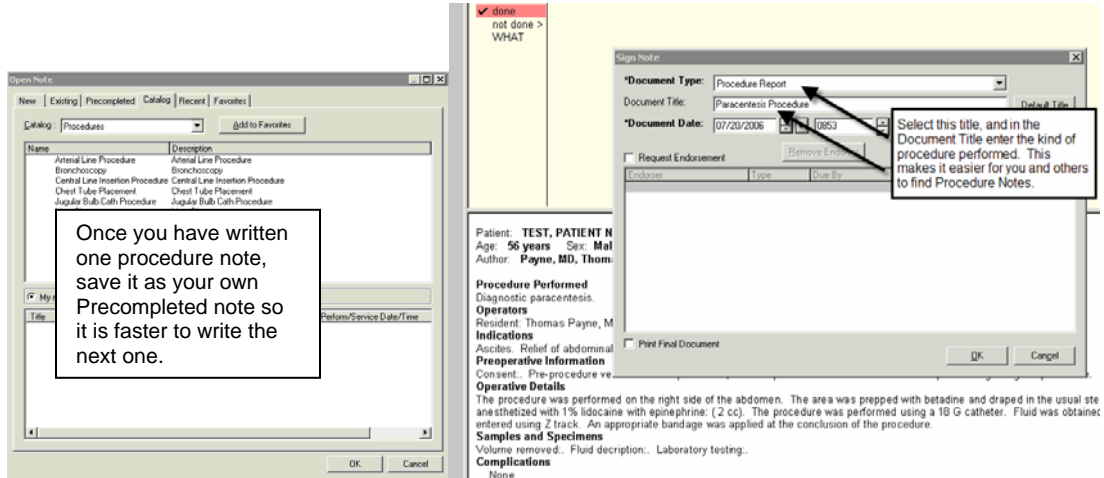 Open Note
New Existing Precompleted Catalog Recent Favorites
Catalog: Procedures Add to Favorites
Name Description
Arterial Line Procedure Arterial Line Procedure
Bronchoscopy Bronchoscopy
Central Line Insertion Procedure Central Line Insertion Procedure
Chest Tube Placement Chest Tube Placement
Jugular Bulb Cath Procedure Jugular Bulb Cath Procedure
Once you have written
one procedure note,
save it as your own
Precompleted note so
it is faster to write the
next one.
My
Title Perform/Service Date/Time
OK Cancel
done
not done >
WHAT
Sign Note
*Document Type: Procedure Report
Document Title: Paracentesis Procedure Default Title
*Document Date: 07/20/2006 0853
Request Endorsement Remove
Endorser Type Due By
Select this title, and in the
Document Title enter the kind of
procedure performed. This
makes it easier for you and others
to find Procedure Notes.
Print Final Document
OK Cancel
Patient: TEST, PATIENT N
Age: 56 years Sex: Mal
Author: Payne, MD, Thom
Procedure Performed
Diagnostic paracentesis.
Operators
Resident: Thomas Payne, M
Indications
Ascites. Relief of abdominal
Preoperative Information
Consent:. Pre-procedure ve
Operative Details
The procedure was performed on the right side of the abdomen. The area was prepped with betadine and draped in the usual ste
anesthetized with 1% lidocaine with epinephrine: ( 2 cc). The procedure was performed using a 18 G catheter. Fluid was obtained
entered using Z track. An appropriate bandage was applied at the conclusion of the procedure.
Samples and Specimens
Volume removed:. Fluid decription:. Laboratory testing:.
Complications
None